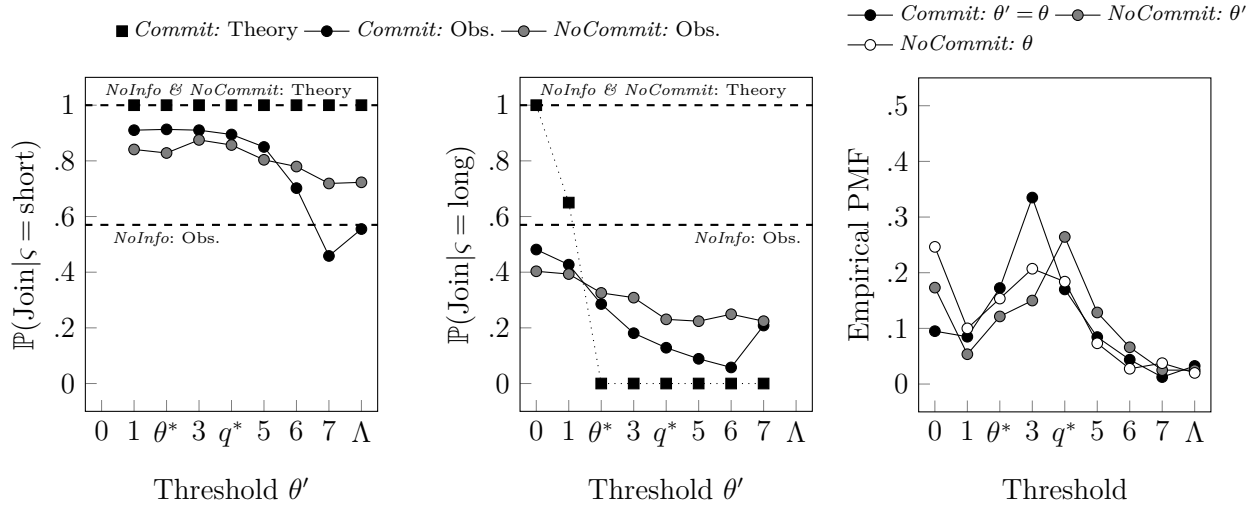 Commit: Theory Commit: Obs. NoCommit: Obs.
Commit: θ′ = θ NoCommit: θ′
NoCommit: θ
ℙ(Join|ς = short)
1
.8
.6
.4
.2
0
NoInfo & NoCommit: Theory
NoInfo: Obs.
0 1 θ* 3 q* 5 6 7 Λ
Threshold θ′
ℙ(Join|ς = long)
1
.8
.6
.4
.2
0
NoInfo & NoCommit: Theory
NoInfo: Obs.
0 1 θ* 3 q* 5 6 7 Λ
Threshold θ′
Empirical PMF
.5
.4
.3
.2
.1
0
0 1 θ* 3 q* 5 6 7 Λ
Threshold